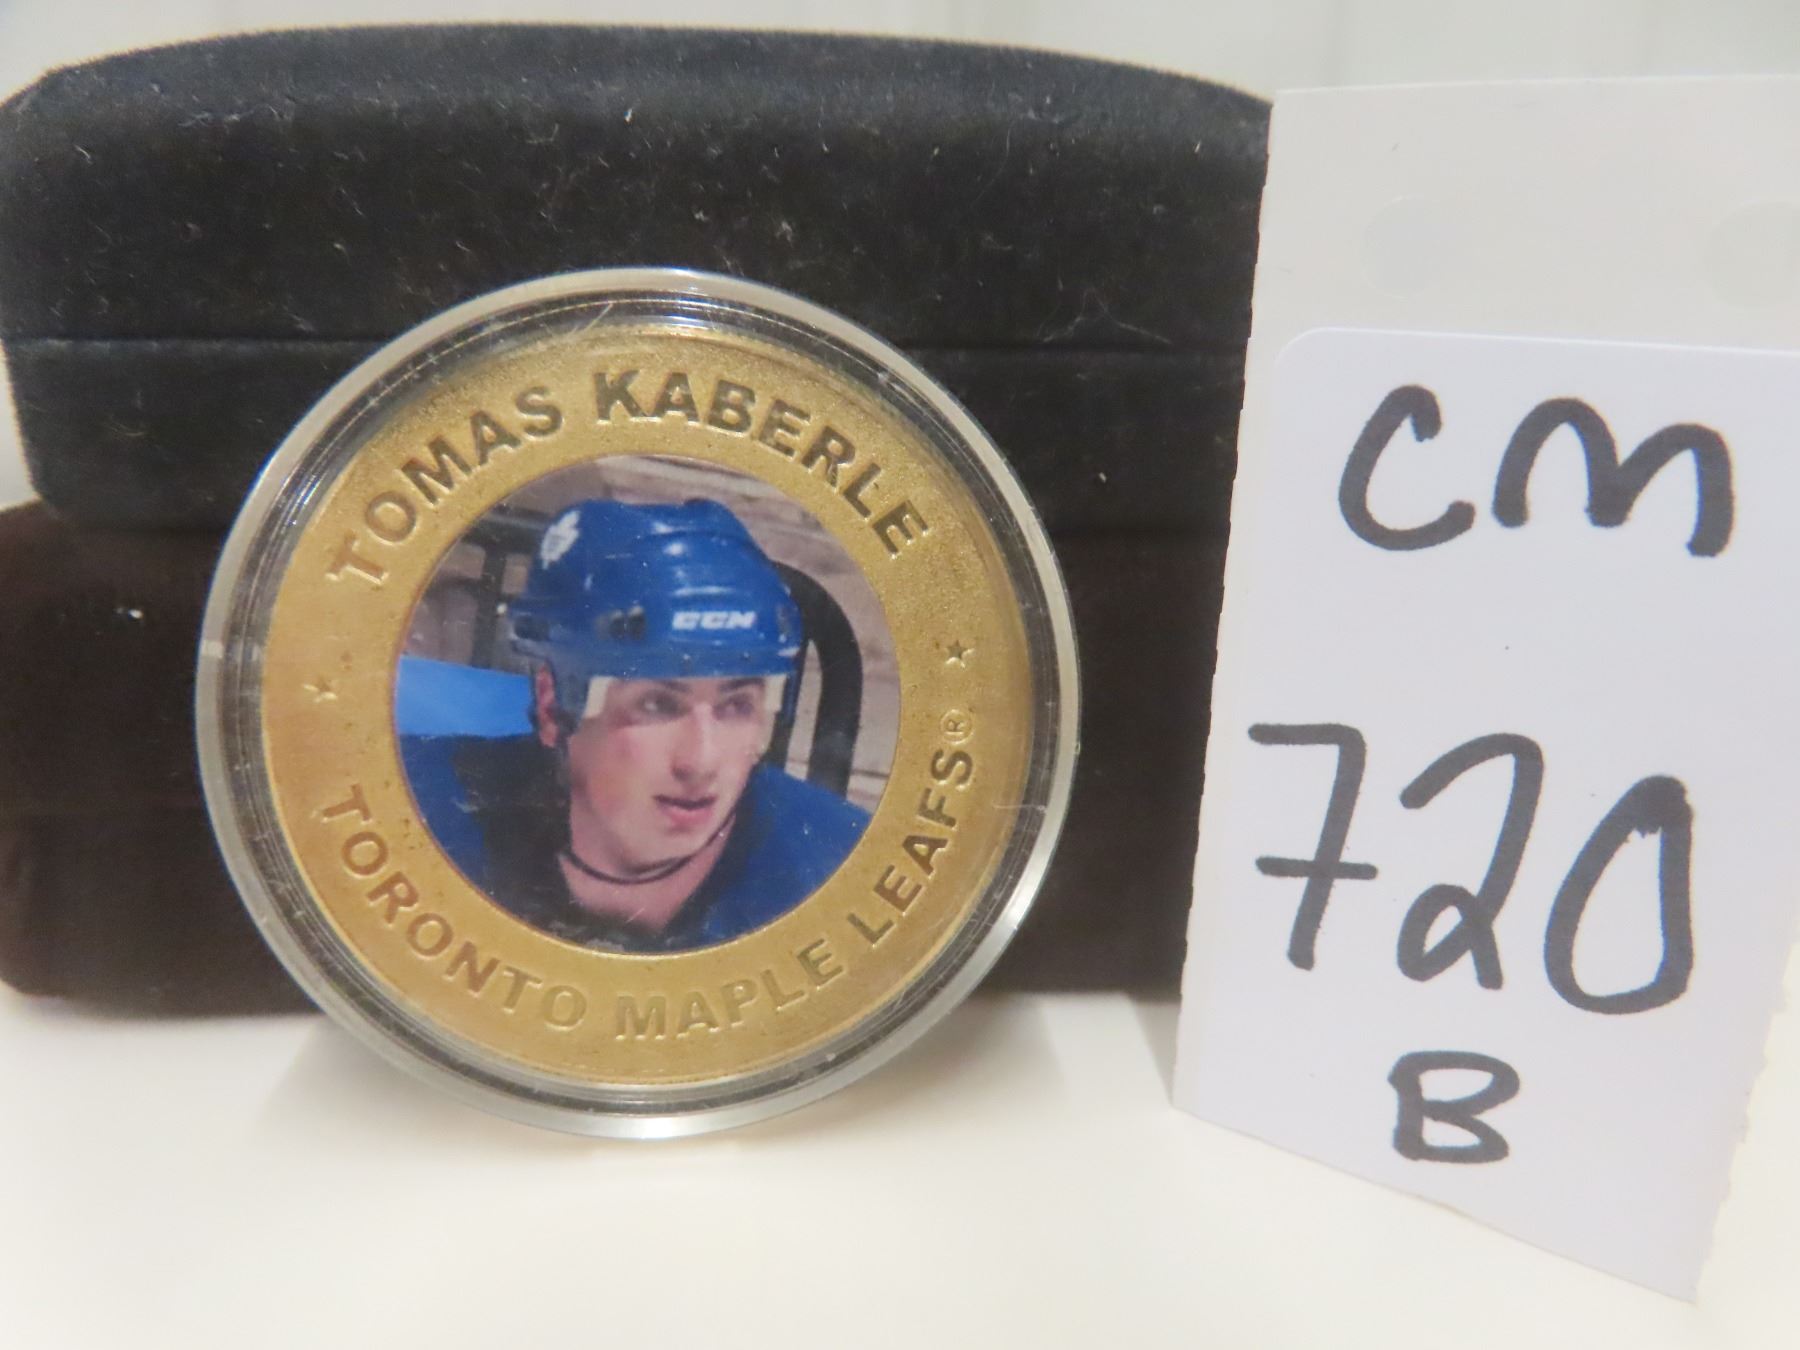 TOMAS KABERLE
CCM
TORONTO MAPLE LEAFS®
CM
720
B